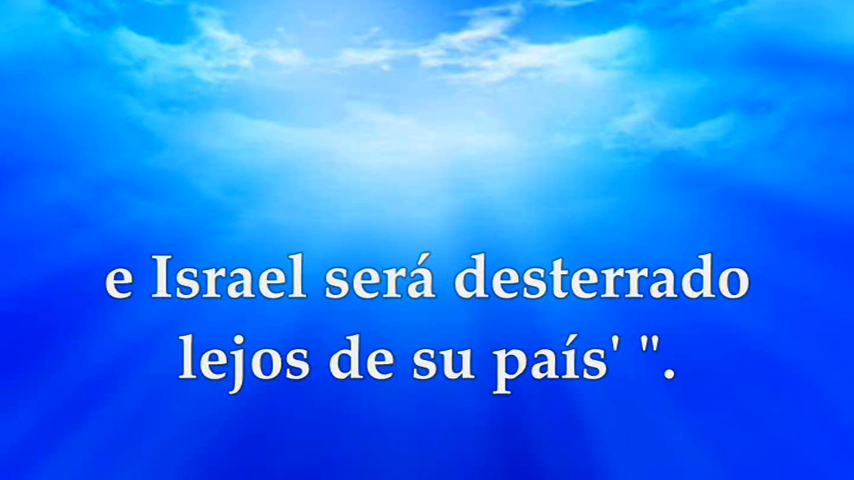 e Israel será desterrado
lejos de su país' ".